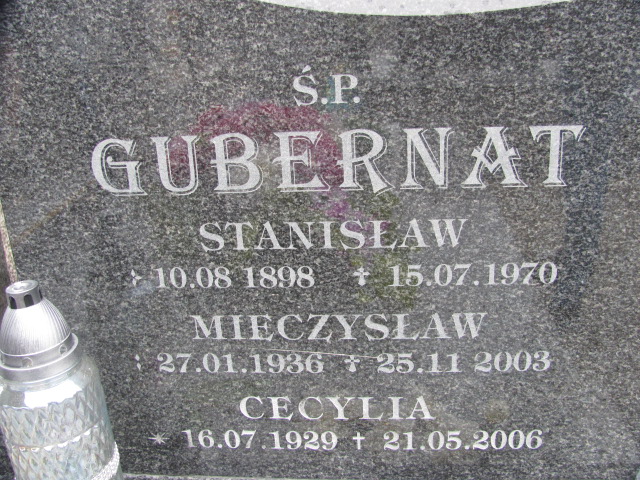 Ś.P.
GUBERNAT
STANISŁAW
* 10.08 1898 † 15.07.1970
MIECZYSŁAW
* 27.01.1936 † 25.11 2003
CECYLIA
* 16.07.1929 † 21.05.2006